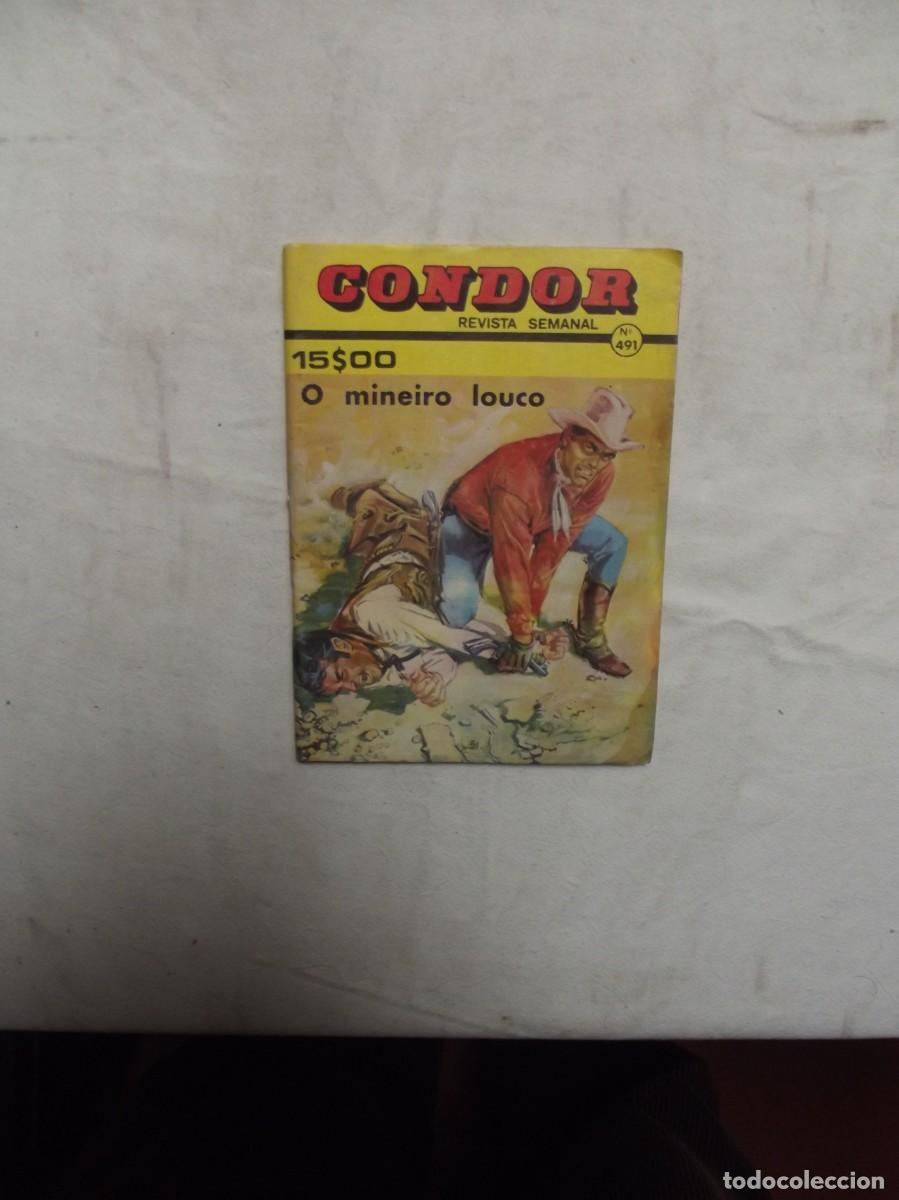 CONDOR
REVISTA SEMANAL
Nº 491
15$00
O mineiro louco
todocoleccion